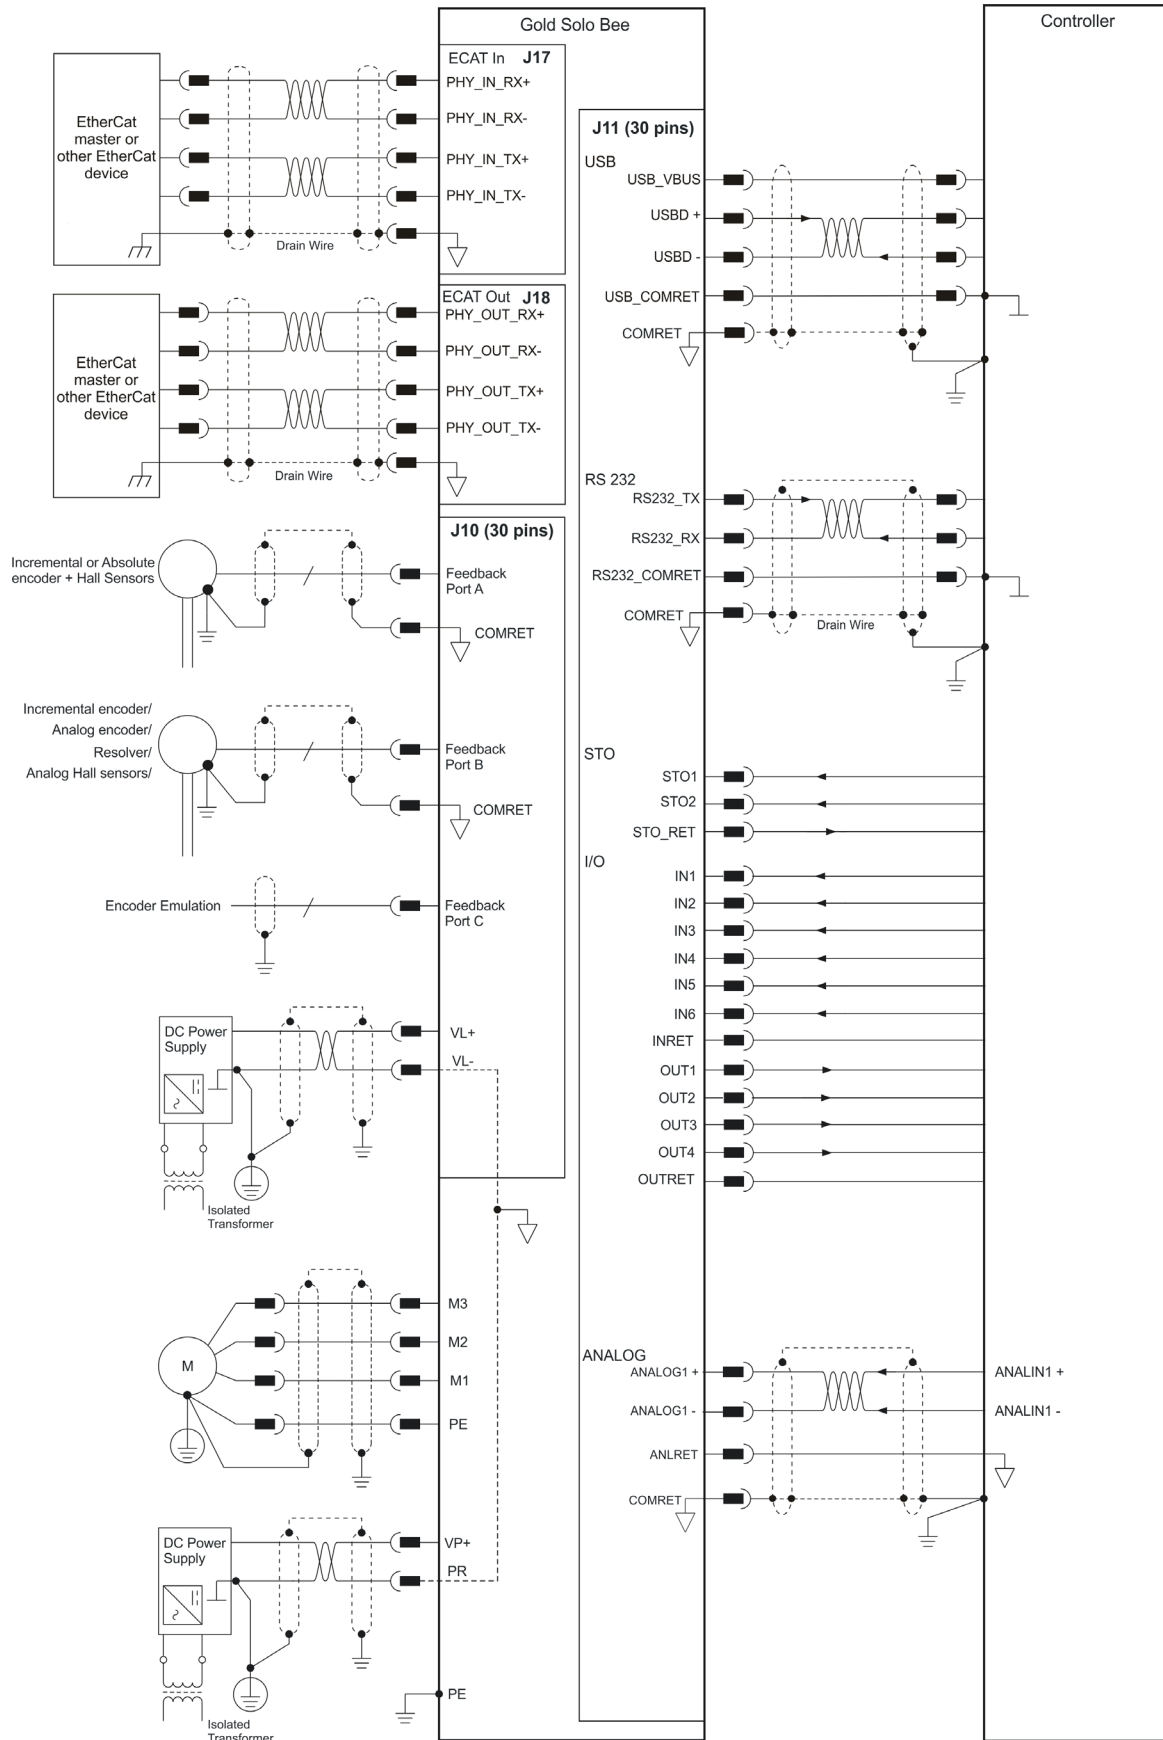 Gold Solo Bee
Controller
ECAT In J17
PHY_IN_RX+
PHY_IN_RX-
PHY_IN_TX+
PHY_IN_TX-
EtherCat
master or
other EtherCat
device
Drain Wire
ECAT Out J18
PHY_OUT_RX+
PHY_OUT_RX-
PHY_OUT_TX+
PHY_OUT_TX-
EtherCat
master or
other EtherCat
device
Drain Wire
J10 (30 pins)
Incremental or Absolute
encoder + Hall Sensors
Feedback
Port A
COMRET
Incremental encoder/
Analog encoder/
Resolver/
Analog Hall sensors/
Feedback
Port B
COMRET
Encoder Emulation
Feedback
Port C
DC Power
Supply
VL+
VL-
Isolated
Transformer
M
M3
M2
M1
PE
DC Power
Supply
VP+
PR
Isolated
Transformer
PE
J11 (30 pins)
USB
USB_VBUS
USBD +
USBD -
USB_COMRET
COMRET
RS 232
RS232_TX
RS232_RX
RS232_COMRET
COMRET
Drain Wire
STO
STO1
STO2
STO_RET
I/O
IN1
IN2
IN3
IN4
IN5
IN6
INRET
OUT1
OUT2
OUT3
OUT4
OUTRET
ANALOG
ANALOG1 +
ANALOG1 -
ANLRET
COMRET
ANALIN1 +
ANALIN1 -